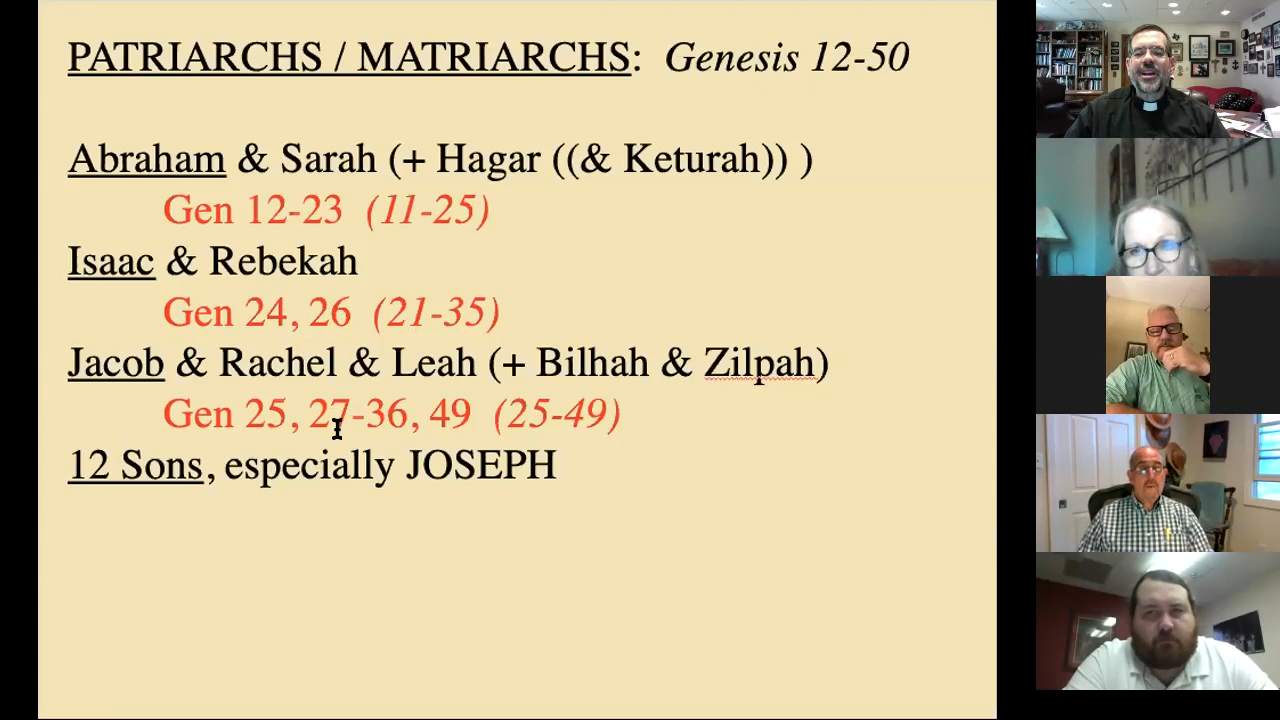 PATRIARCHS / MATRIARCHS: Genesis 12-50
Abraham & Sarah (+ Hagar ((& Keturah)) )
Gen 12-23 (11-25)
Isaac & Rebekah
Gen 24, 26 (21-35)
Jacob & Rachel & Leah (+ Bilhah & Zilpah)
Gen 25, 27-36, 49 (25-49)
12 Sons, especially JOSEPH